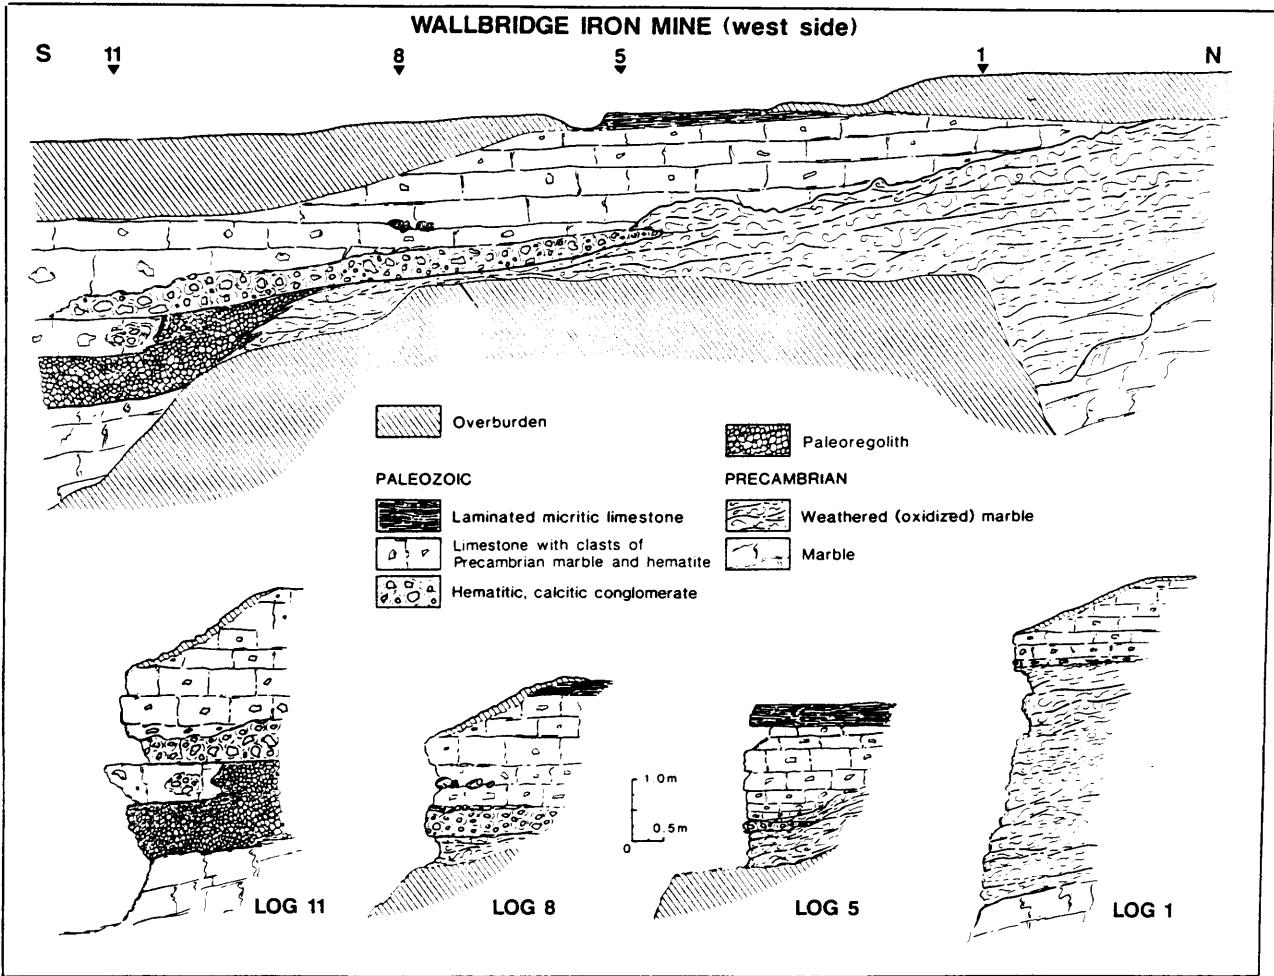 WALLBRIDGE IRON MINE (west side)
S 11 8 5 1 N
Overburden
PALEOZOIC
Laminated micritic limestone
Limestone with clasts of
Precambrian marble and hematite
Hematitic, calcitic conglomerate
Paleoregolith
PRECAMBRIAN
Weathered (oxidized) marble
Marble
1.0m
0.5m
0
LOG 11
LOG 8
LOG 5
LOG 1